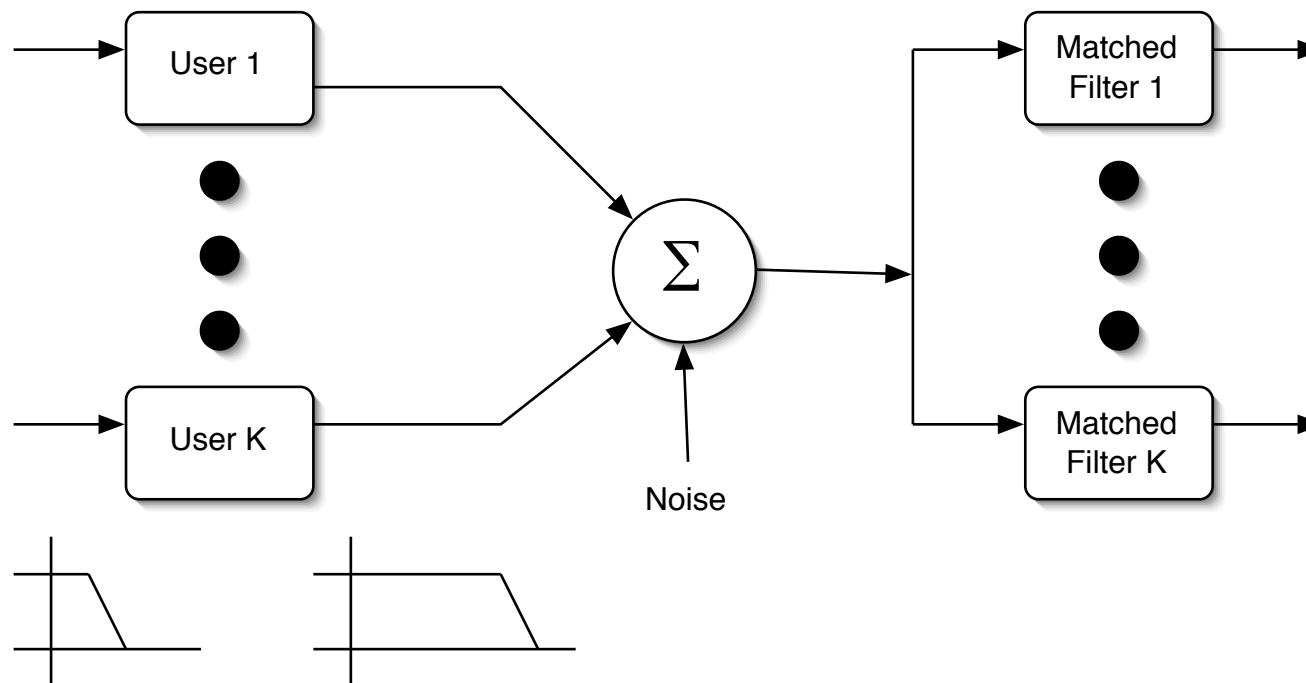 User 1
Matched
Filter 1
Σ
User K
Matched
Filter K
Noise